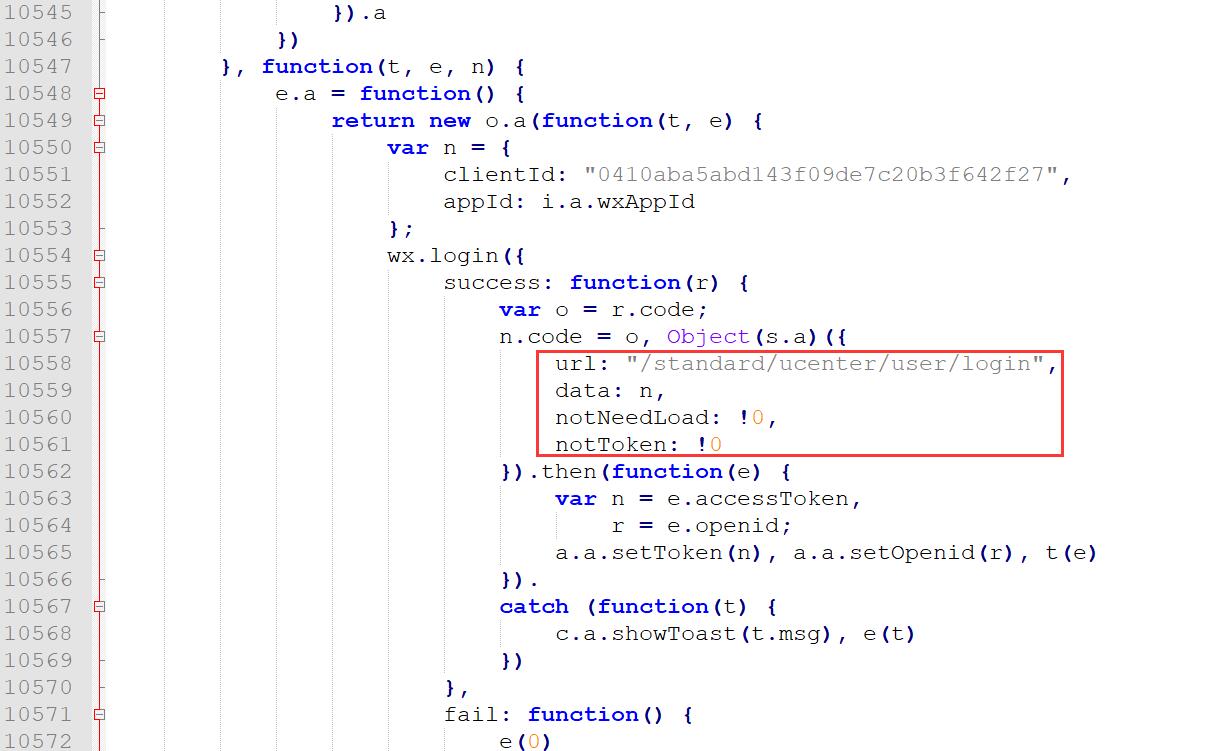 10545 }).a
10546 })
10547 }, function(t, e, n) {
10548 e.a = function() {
10549 return new o.a(function(t, e) {
10550 var n = {
10551 clientId: "0410aba5abd143f09de7c20b3f642f27",
10552 appId: i.a.wxAppId
10553 };
10554 wx.login({
10555 success: function(r) {
10556 var o = r.code;
10557 n.code = o, Object(s.a)({
10558 url: "/standard/ucenter/user/login",
10559 data: n,
10560 notNeedLoad: !0,
10561 notToken: !0
10562 }).then(function(e) {
10563 var n = e.accessToken,
10564 r = e.openid;
10565 a.a.setToken(n), a.a.setOpenid(r), t(e)
10566 }).
10567 catch (function(t) {
10568 c.a.showToast(t.msg), e(t)
10569 })
10570 },
10571 fail: function() {
10572 e(0)